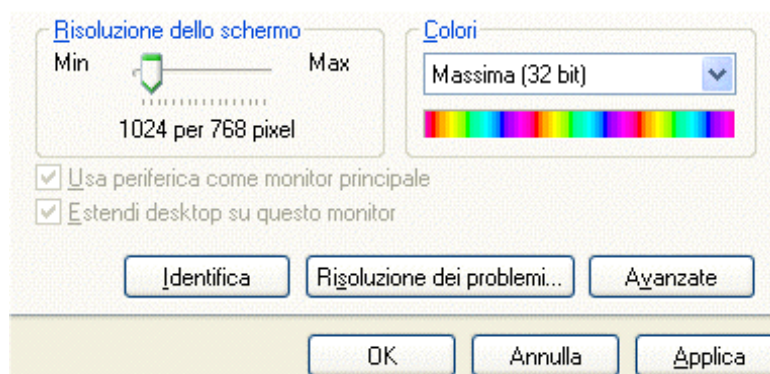 Risoluzione dello schermo
Min
Max
1024 per 768 pixel
Colori
Massima (32 bit)
Usa periferica come monitor principale
Estendi desktop su questo monitor
Identifica
Risoluzione dei problemi...
Avanzate
OK
Annulla
Applica